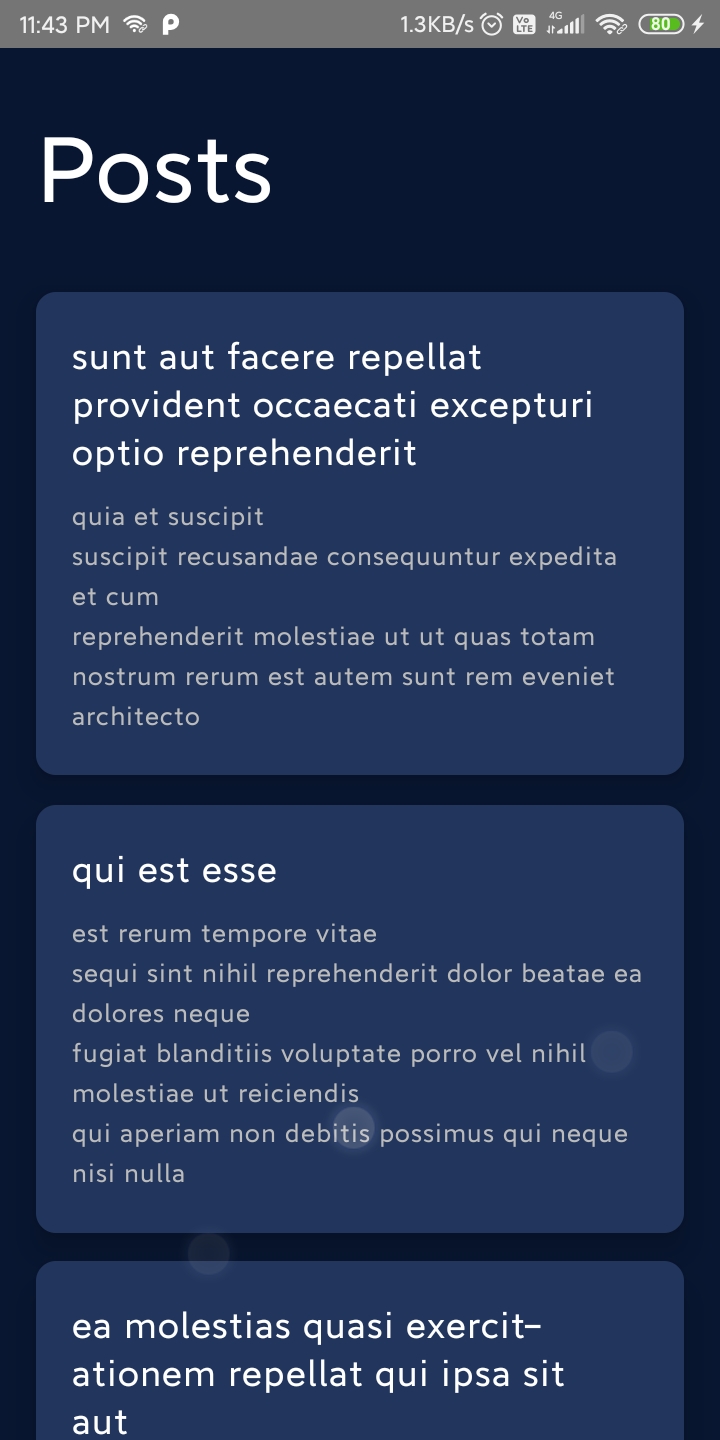 11:43 PM 1.3KB/s Vo LTE 4G 80
Posts
sunt aut facere repellat
provident occaecati excepturi
optio reprehenderit
quia et suscipit
suscipit recusandae consequuntur expedita
et cum
reprehenderit molestiae ut ut quas totam
nostrum rerum est autem sunt rem eveniet
architecto
qui est esse
est rerum tempore vitae
sequi sint nihil reprehenderit dolor beatae ea
dolores neque
fugiat blanditiis voluptate porro vel nihil
molestiae ut reiciendis
qui aperiam non debitis possimus qui neque
nisi nulla
ea molestias quasi exercit-
ationem repellat qui ipsa sit
aut